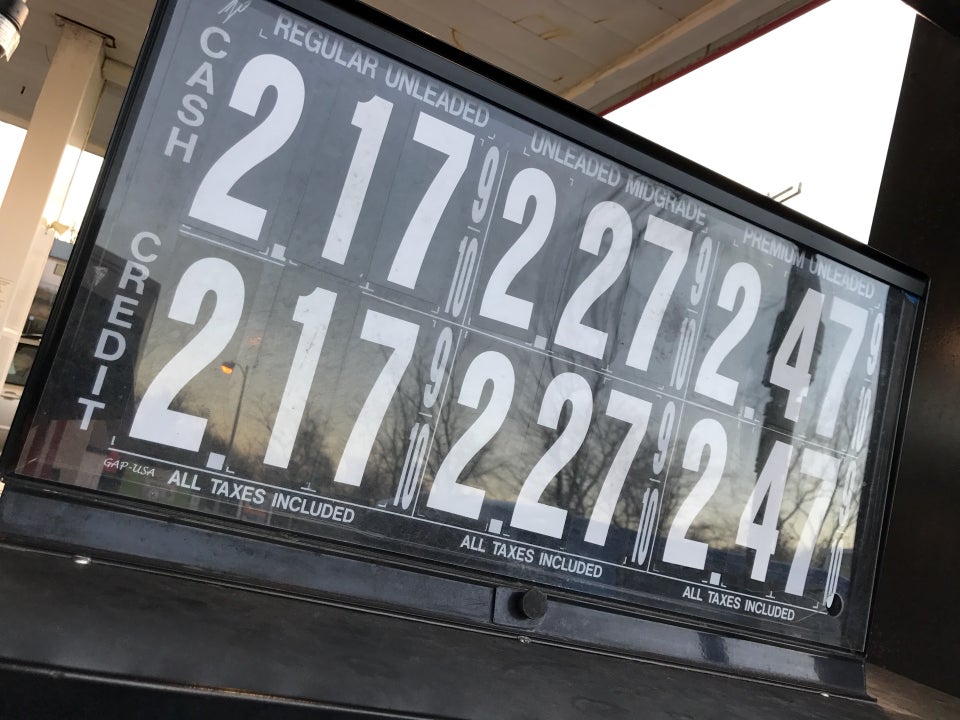 REGULAR UNLEADED
UNLEADED MIDGRADE
PREMIUM UNLEADED
CASH
2.17 9/10
2.27 9/10
2.47 9/10
CREDIT
2.17 9/10
2.27 9/10
2.47 9/10
GAP-USA
ALL TAXES INCLUDED
ALL TAXES INCLUDED
ALL TAXES INCLUDED